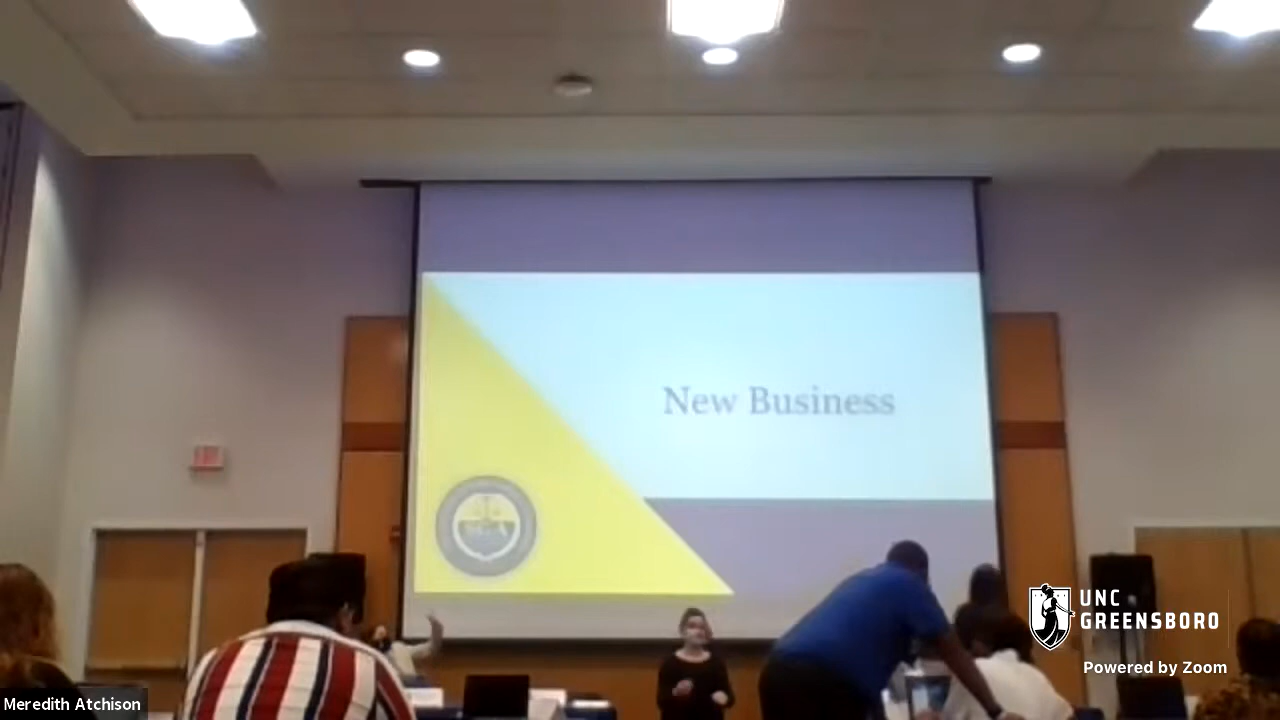 New Business
UNC
GREENSBORO
Powered by Zoom
Meredith Atchison